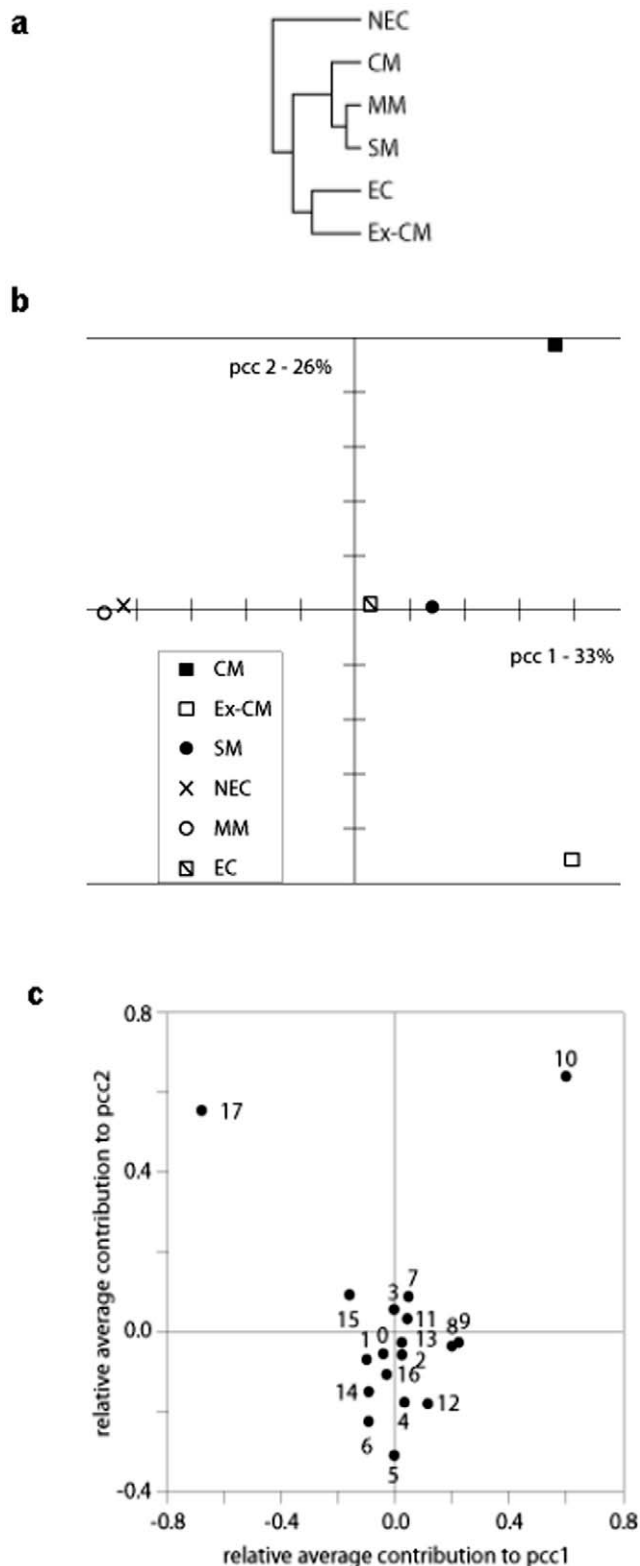 a
NEC
CM
MM
SM
EC
Ex-CM
b
pcc 2 - 26%
pcc 1 - 33%
CM
Ex-CM
SM
NEC
MM
EC
c
relative average contribution to pcc2
0.8
0.4
0.0
-0.4
10
17
7
3
15
11
8 9
1 0
13
2
16
14
12
4
6
5
-0.8
-0.4
0.0
0.4
0.8
relative average contribution to pcc1